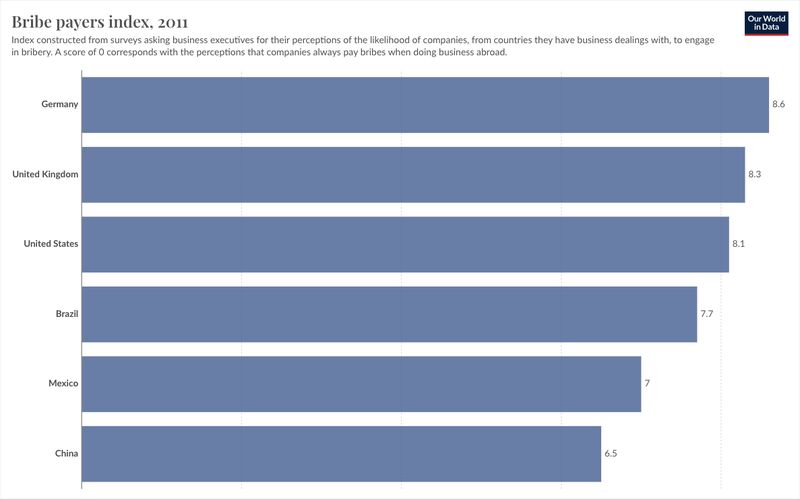 Bribe payers index, 2011
Our World
in Data
Index constructed from surveys asking business executives for their perceptions of the likelihood of companies, from countries they have business dealings with, to engage
in bribery. A score of 0 corresponds with the perceptions that companies always pay bribes when doing business abroad.
Germany 8.6
United Kingdom 8.3
United States 8.1
Brazil 7.7
Mexico 7
China 6.5